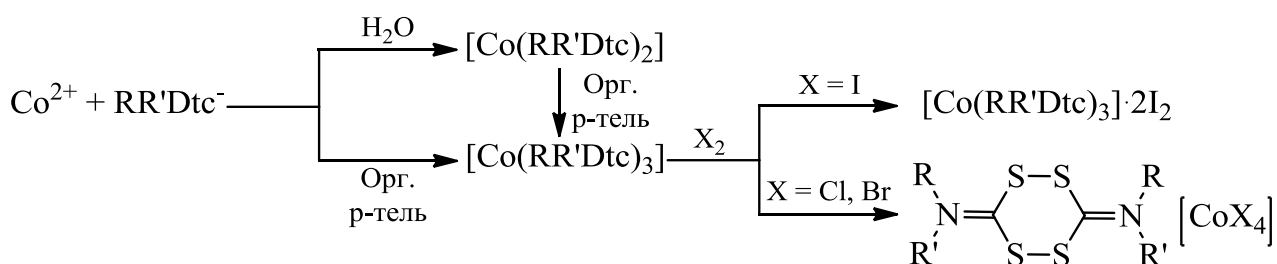 H₂O
[Co(RR'Dtc)₂]
Орг.
р-тель
Co²⁺ + RR'Dtc⁻
X = I
[Co(RR'Dtc)₃]·2I₂
[Co(RR'Dtc)₃]
X₂
Орг.
р-тель
X = Cl, Br
R S S R
N N [CoX₄]
R' S S R'